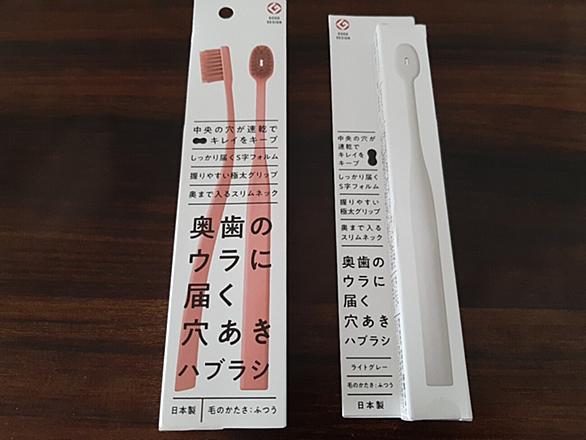 GOOD
DESIGN
中央の穴が速乾で
キレイをキープ
しっかり届くS字フォルム
握りやすい極太グリップ
奥まで入るスリムネック
奥歯の
ウラに
届く
穴あき
ハブラシ
日本製
毛のかたさ:ふつう
GOOD
DESIGN
中央の穴が
速乾で
キレイを
キープ
しっかり届く
S字フォルム
握りやすい
極太グリップ
奥まで入る
スリムネック
奥歯の
ウラに
届く
穴あき
ハブラシ
ライトグレー
毛のかたさ:ふつう
日本製